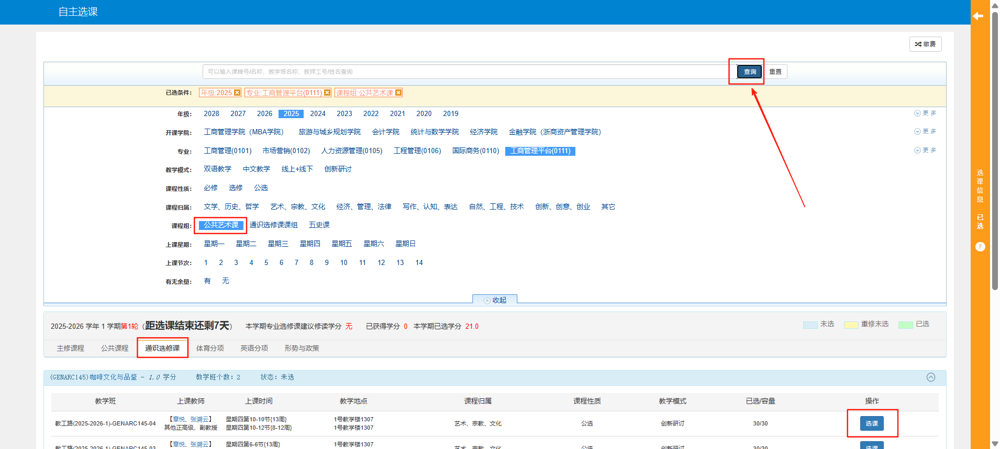 自主选课
缴费
可以输入课程号/名称、教学班名称、教师工号/姓名查询 查询 重置
已选条件： 年级:2025 专业:工商管理平台(0111) 课程组:公共艺术课
年级： 2028 2027 2026 2025 2024 2023 2022 2021 2020 2019 更多
开课学院： 工商管理学院（MBA学院） 旅游与城乡规划学院 会计学院 统计与数学学院 经济学院 金融学院（浙商资产管理学院） 更多
专业： 工商管理(0101) 市场营销(0102) 人力资源管理(0105) 工程管理(0106) 国际商务(0110) 工商管理平台(0111) 更多
教学模式： 双语教学 中文教学 线上+线下 创新研讨
课程性质： 必修 选修 公选
课程归属： 文学、历史、哲学 艺术、宗教、文化 经济、管理、法律 写作、认知、表达 自然、工程、技术 创新、创意、创业 其它
课程组： 公共艺术课 通识选修课课组 五史课
上课星期： 星期一 星期二 星期三 星期四 星期五 星期六 星期日
上课节次： 1 2 3 4 5 6 7 8 9 10 11 12 13 14
有无余量： 有 无
收起
2025-2026 学年 1 学期第1轮（距选课结束还剩7天） 本学期专业选修课建议修读学分 无 已获得学分 0 本学期已选学分 21.0 未选 重修未选 已选
主修课程 公共课程 通识选修课 体育分项 英语分项 形势与政策
(GENARC145)咖啡文化与品鉴 - 1.0 学分 教学班个数：2 状态：未选
教学班 上课教师 上课时间 教学地点 课程归属 课程性质 教学模式 已选/容量 操作
教工路(2025-2026-1)-GENARC145-04 【章悦、张溯云】 其他正高级、副教授 星期四第10-10节{13周} 星期四第10-12节{8-12周} 1号教学楼1307 1号教学楼1307 艺术、宗教、文化 公选 创新研讨 30/30 选课
教工路(2025-2026-1)-GENARC145-03 【章悦、张溯云】 星期四第6-6节{13周} 1号教学楼1307 艺术、宗教、文化 公选 创新研讨 30/30 选课
选课信息
已选
7